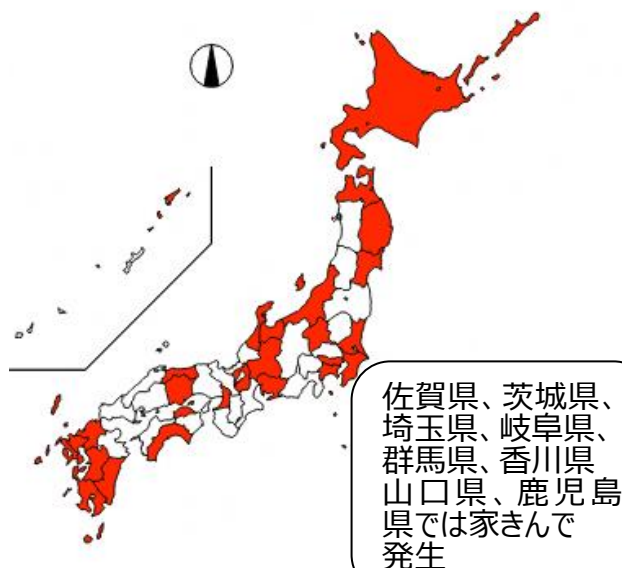 佐賀県、茨城県、
埼玉県、岐阜県、
群馬県、香川県
山口県、鹿児島
県では家きんで
発生